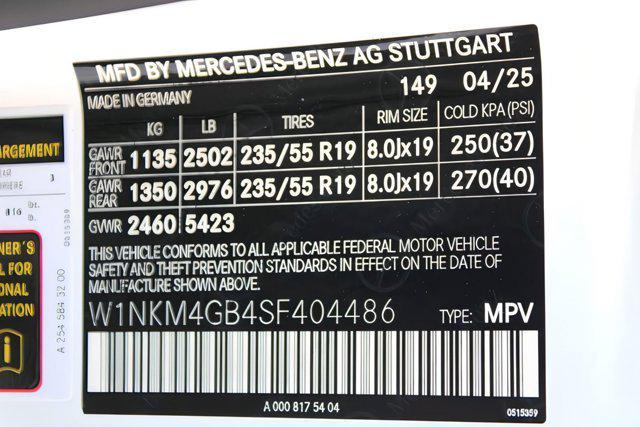 MFD BY MERCEDES-BENZ AG STUTTGART
MADE IN GERMANY 149 04/25
KG LB TIRES RIM SIZE COLD KPA(PSI)
GAWR FRONT 1135 2502 235/55 R19 8.0Jx19 250(37)
GAWR REAR 1350 2976 235/55 R19 8.0Jx19 270(40)
GVWR 2460 5423
THIS VEHICLE CONFORMS TO ALL APPLICABLE FEDERAL MOTOR VEHICLE
SAFETY AND THEFT PREVENTION STANDARDS IN EFFECT ON THE DATE OF
MANUFACTURE SHOWN ABOVE.
W1NKM4GB4SF404486 TYPE: MPV
A 000 817 54 04
0515359
ARGEMENT
lb.
lb.
NER'S
L FOR
ONAL
ATION
A 254 584 32 00
0515359